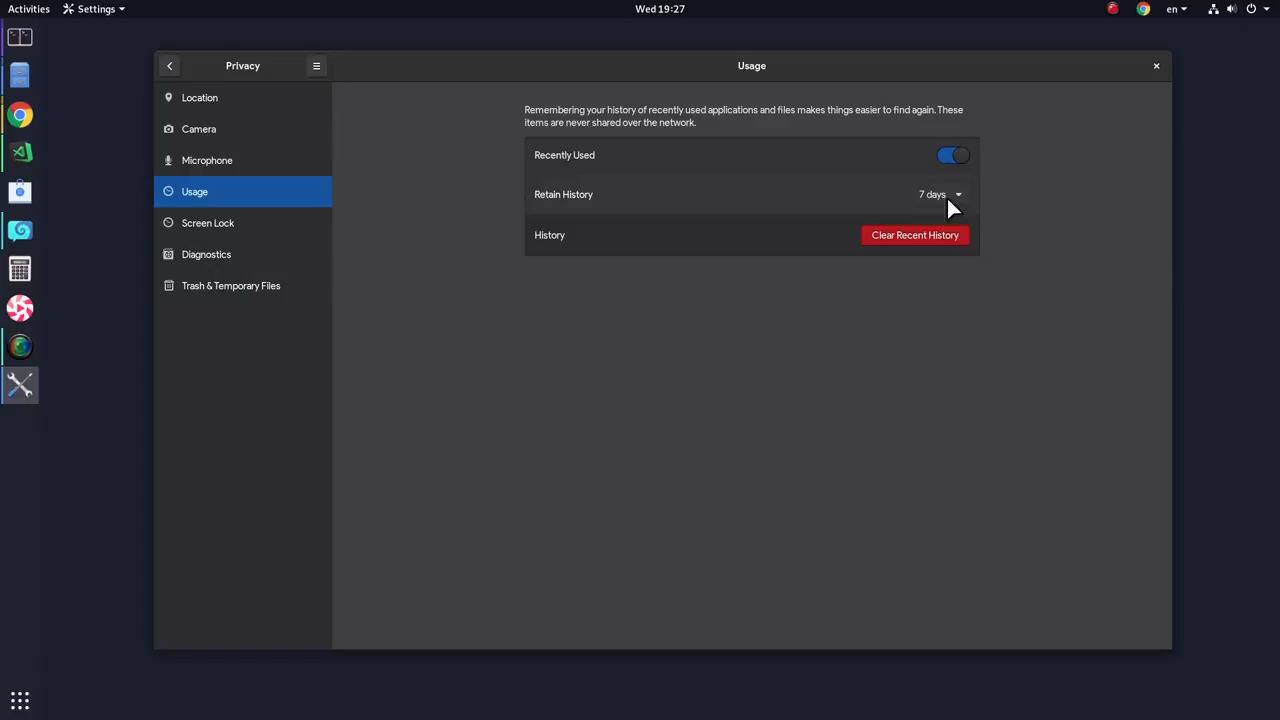 Activities
Settings
Wed 19:27
en
Privacy
Usage
Location
Camera
Microphone
Usage
Screen Lock
Diagnostics
Trash & Temporary Files
Remembering your history of recently used applications and files makes things easier to find again. These
items are never shared over the network.
Recently Used
Retain History
7 days
History
Clear Recent History